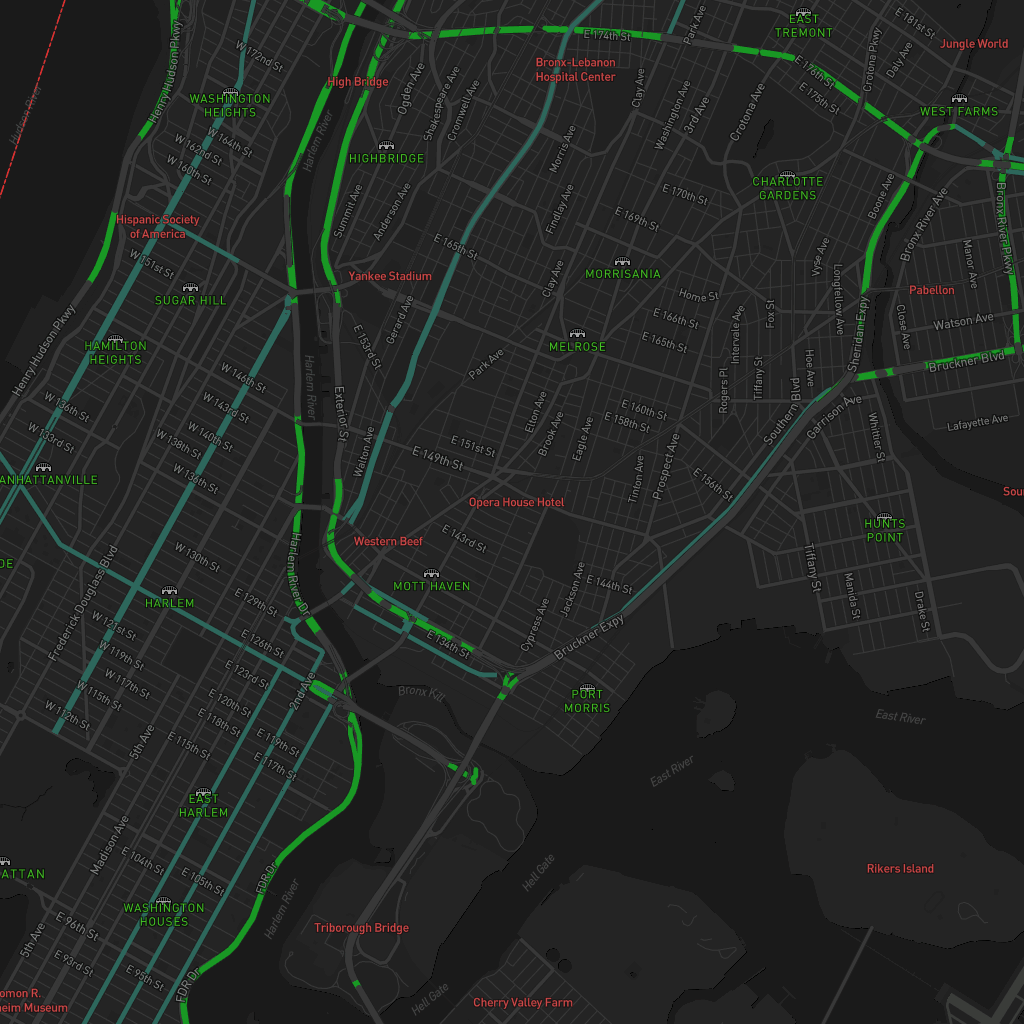 EAST
TREMONT
E 181st St
Park Ave
E 174th St
Crotona Pkwy
Daly Ave
Jungle World
Henry Hudson Pkwy
W 172nd St
Bronx-Lebanon
Hospital Center
E 176th St
High Bridge
Ogden Ave
Shakespeare Ave
Cromwell Ave
Clay Ave
Washington Ave
3rd Ave
Crotona Ave
E 175th St
WASHINGTON
HEIGHTS
WEST FARMS
Hudson River
Harlem River
W 164th St
W 162nd St
W 160th St
HIGHBRIDGE
Morris Ave
CHARLOTTE
GARDENS
E 170th St
Boone Ave
Bronx River Ave
Bronx River Pkwy
Hispanic Society
of America
Summit Ave
Anderson Ave
Findlay Ave
E 169th St
W 151st St
E 165th St
Yankee Stadium
MORRISANIA
Vyse Ave
Longfellow Ave
Manor Ave
Pabellon
SUGAR HILL
Clay Ave
Home St
Fox St
Gerard Ave
E 153rd St
E 166th St
E 165th St
Intervale Ave
Sheridan Expy
Close Ave
Watson Ave
Henry Hudson Pkwy
HAMILTON
HEIGHTS
MELROSE
Park Ave
Rogers Pl
Tiffany St
Hoe Ave
Bruckner Blvd
W 146th St
Harlem River
Exterior St
W 136th St
W 143rd St
Elton Ave
Brook Ave
Eagle Ave
E 160th St
E 158th St
Southern Blvd
Garrison Ave
Whittier St
Lafayette Ave
W 133rd St
W 140th St
W 138th St
W 136th St
Walton Ave
E 151st St
E 149th St
Tinton Ave
Prospect Ave
E 156th St
ANHATTANVILLE
Opera House Hotel
Sou
HUNTS
POINT
Western Beef
E 143rd St
W 130th St
Harlem River Dr
Frederick Douglass Blvd
DE
MOTT HAVEN
E 144th St
Jackson Ave
Cypress Ave
Tiffany St
Manida St
Drake St
HARLEM
E 129th St
W 121st St
E 126th St
E 134th St
Bruckner Expy
W 119th St
W 117th St
W 115th St
W 112th St
E 123rd St
2nd Ave
Bronx Kill
PORT
MORRIS
E 120th St
E 118th St
East River
5th Ave
E 115th St
E 119th St
E 117th St
East River
EAST
HARLEM
Madison Ave
ATTAN
E 104th St
E 105th St
FDR Dr
Hell Gate
Rikers Island
WASHINGTON
HOUSES
Harlem River
5th Ave
E 96th St
Triborough Bridge
E 93rd St
E 95th St
FDR Dr
omon R.
heim Museum
Hell Gate
Cherry Valley Farm